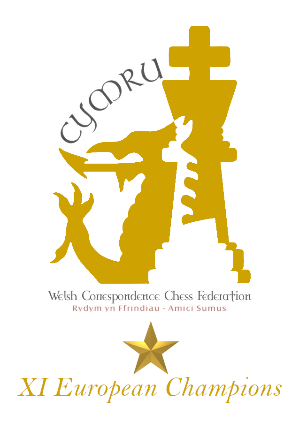 CYMRU
Welsh Correspondence Chess Federation
Rydym yn Ffrindiau - Amici Sumus
XI European Champions